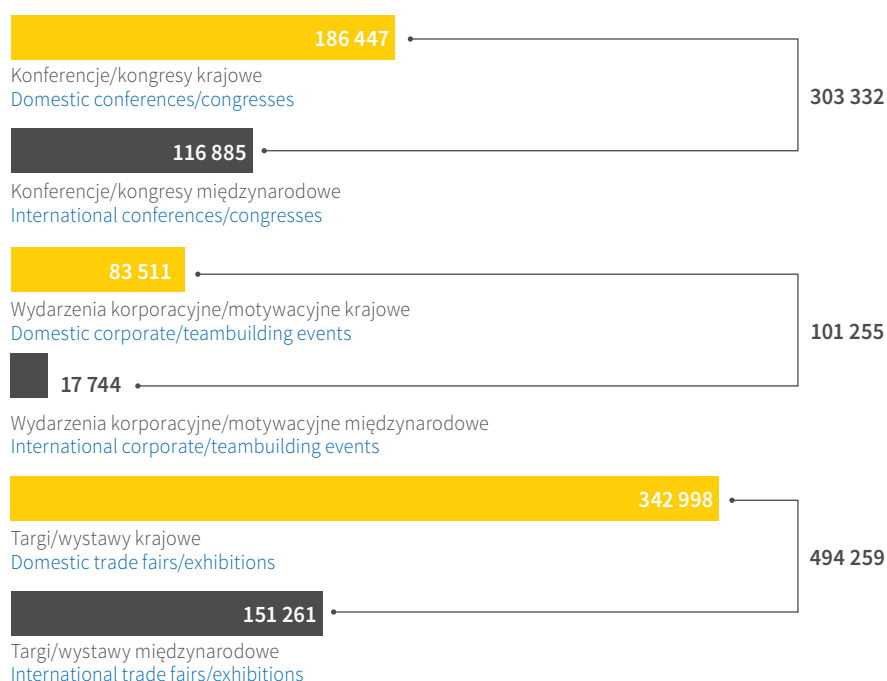 186 447
Konferencje/kongresy krajowe
Domestic conferences/congresses
303 332
116 885
Konferencje/kongresy międzynarodowe
International conferences/congresses
83 511
Wydarzenia korporacyjne/motywacyjne krajowe
Domestic corporate/teambuilding events
101 255
17 744
Wydarzenia korporacyjne/motywacyjne międzynarodowe
International corporate/teambuilding events
342 998
Targi/wystawy krajowe
Domestic trade fairs/exhibitions
494 259
151 261
Targi/wystawy międzynarodowe
International trade fairs/exhibitions